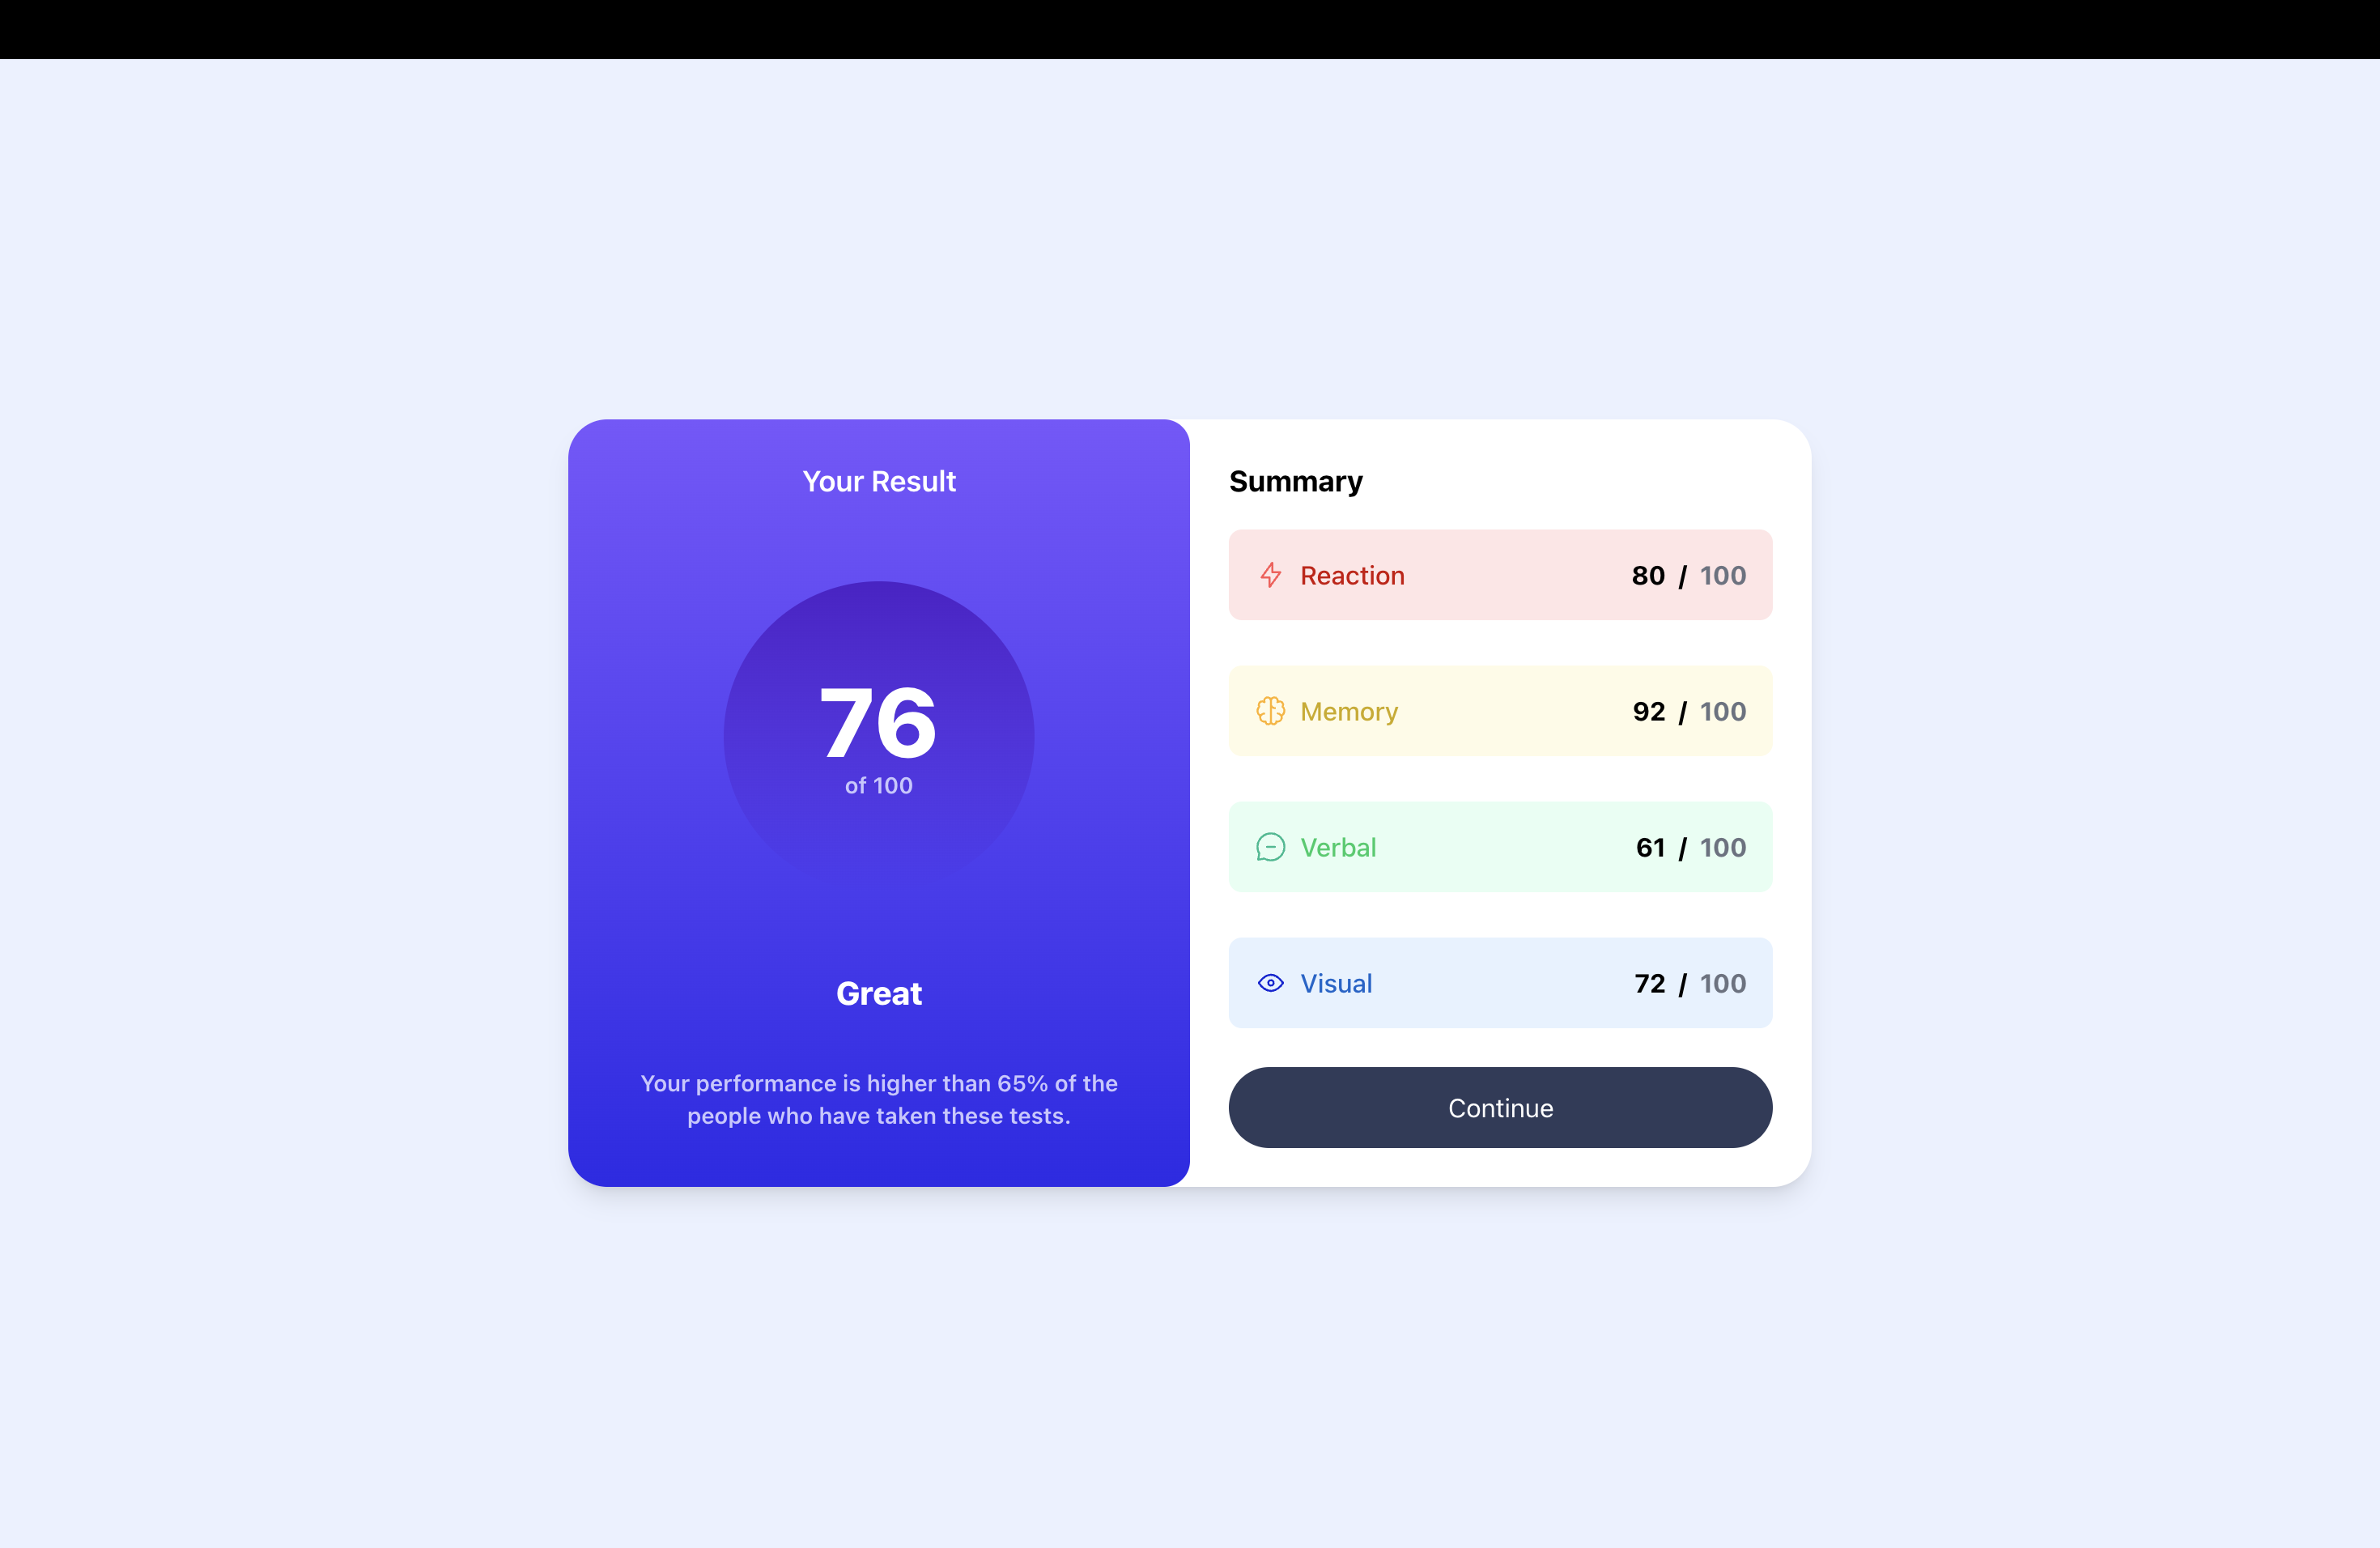 Your Result
76
of 100
Great
Your performance is higher than 65% of the
people who have taken these tests.
Summary
Reaction 80 / 100
Memory 92 / 100
Verbal 61 / 100
Visual 72 / 100
Continue